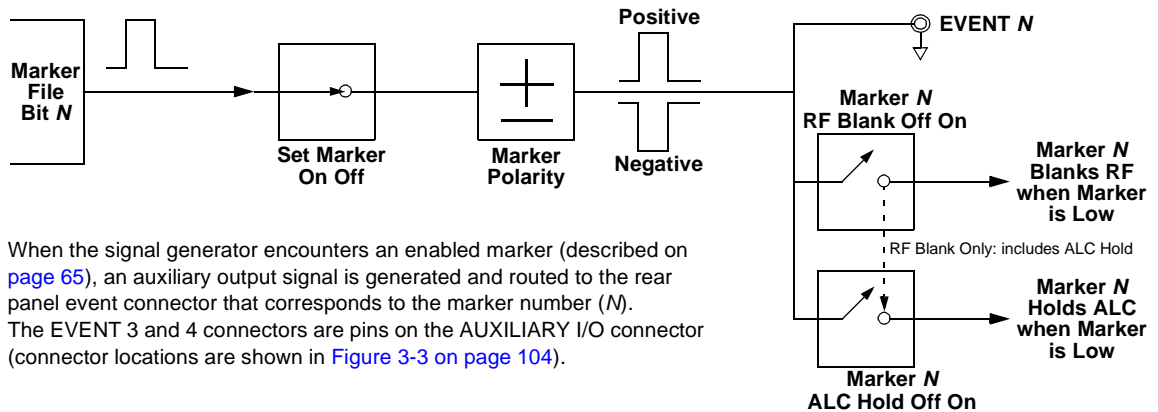 Marker
File
Bit N
Set Marker
On Off
Marker
Polarity
Positive
Negative
EVENT N
Marker N
RF Blank Off On
Marker N
Blanks RF
when Marker
is Low
RF Blank Only: includes ALC Hold
Marker N
Holds ALC
when Marker
is Low
Marker N
ALC Hold Off On
When the signal generator encounters an enabled marker (described on
page 65), an auxiliary output signal is generated and routed to the rear
panel event connector that corresponds to the marker number (N).
The EVENT 3 and 4 connectors are pins on the AUXILIARY I/O connector
(connector locations are shown in Figure 3-3 on page 104).